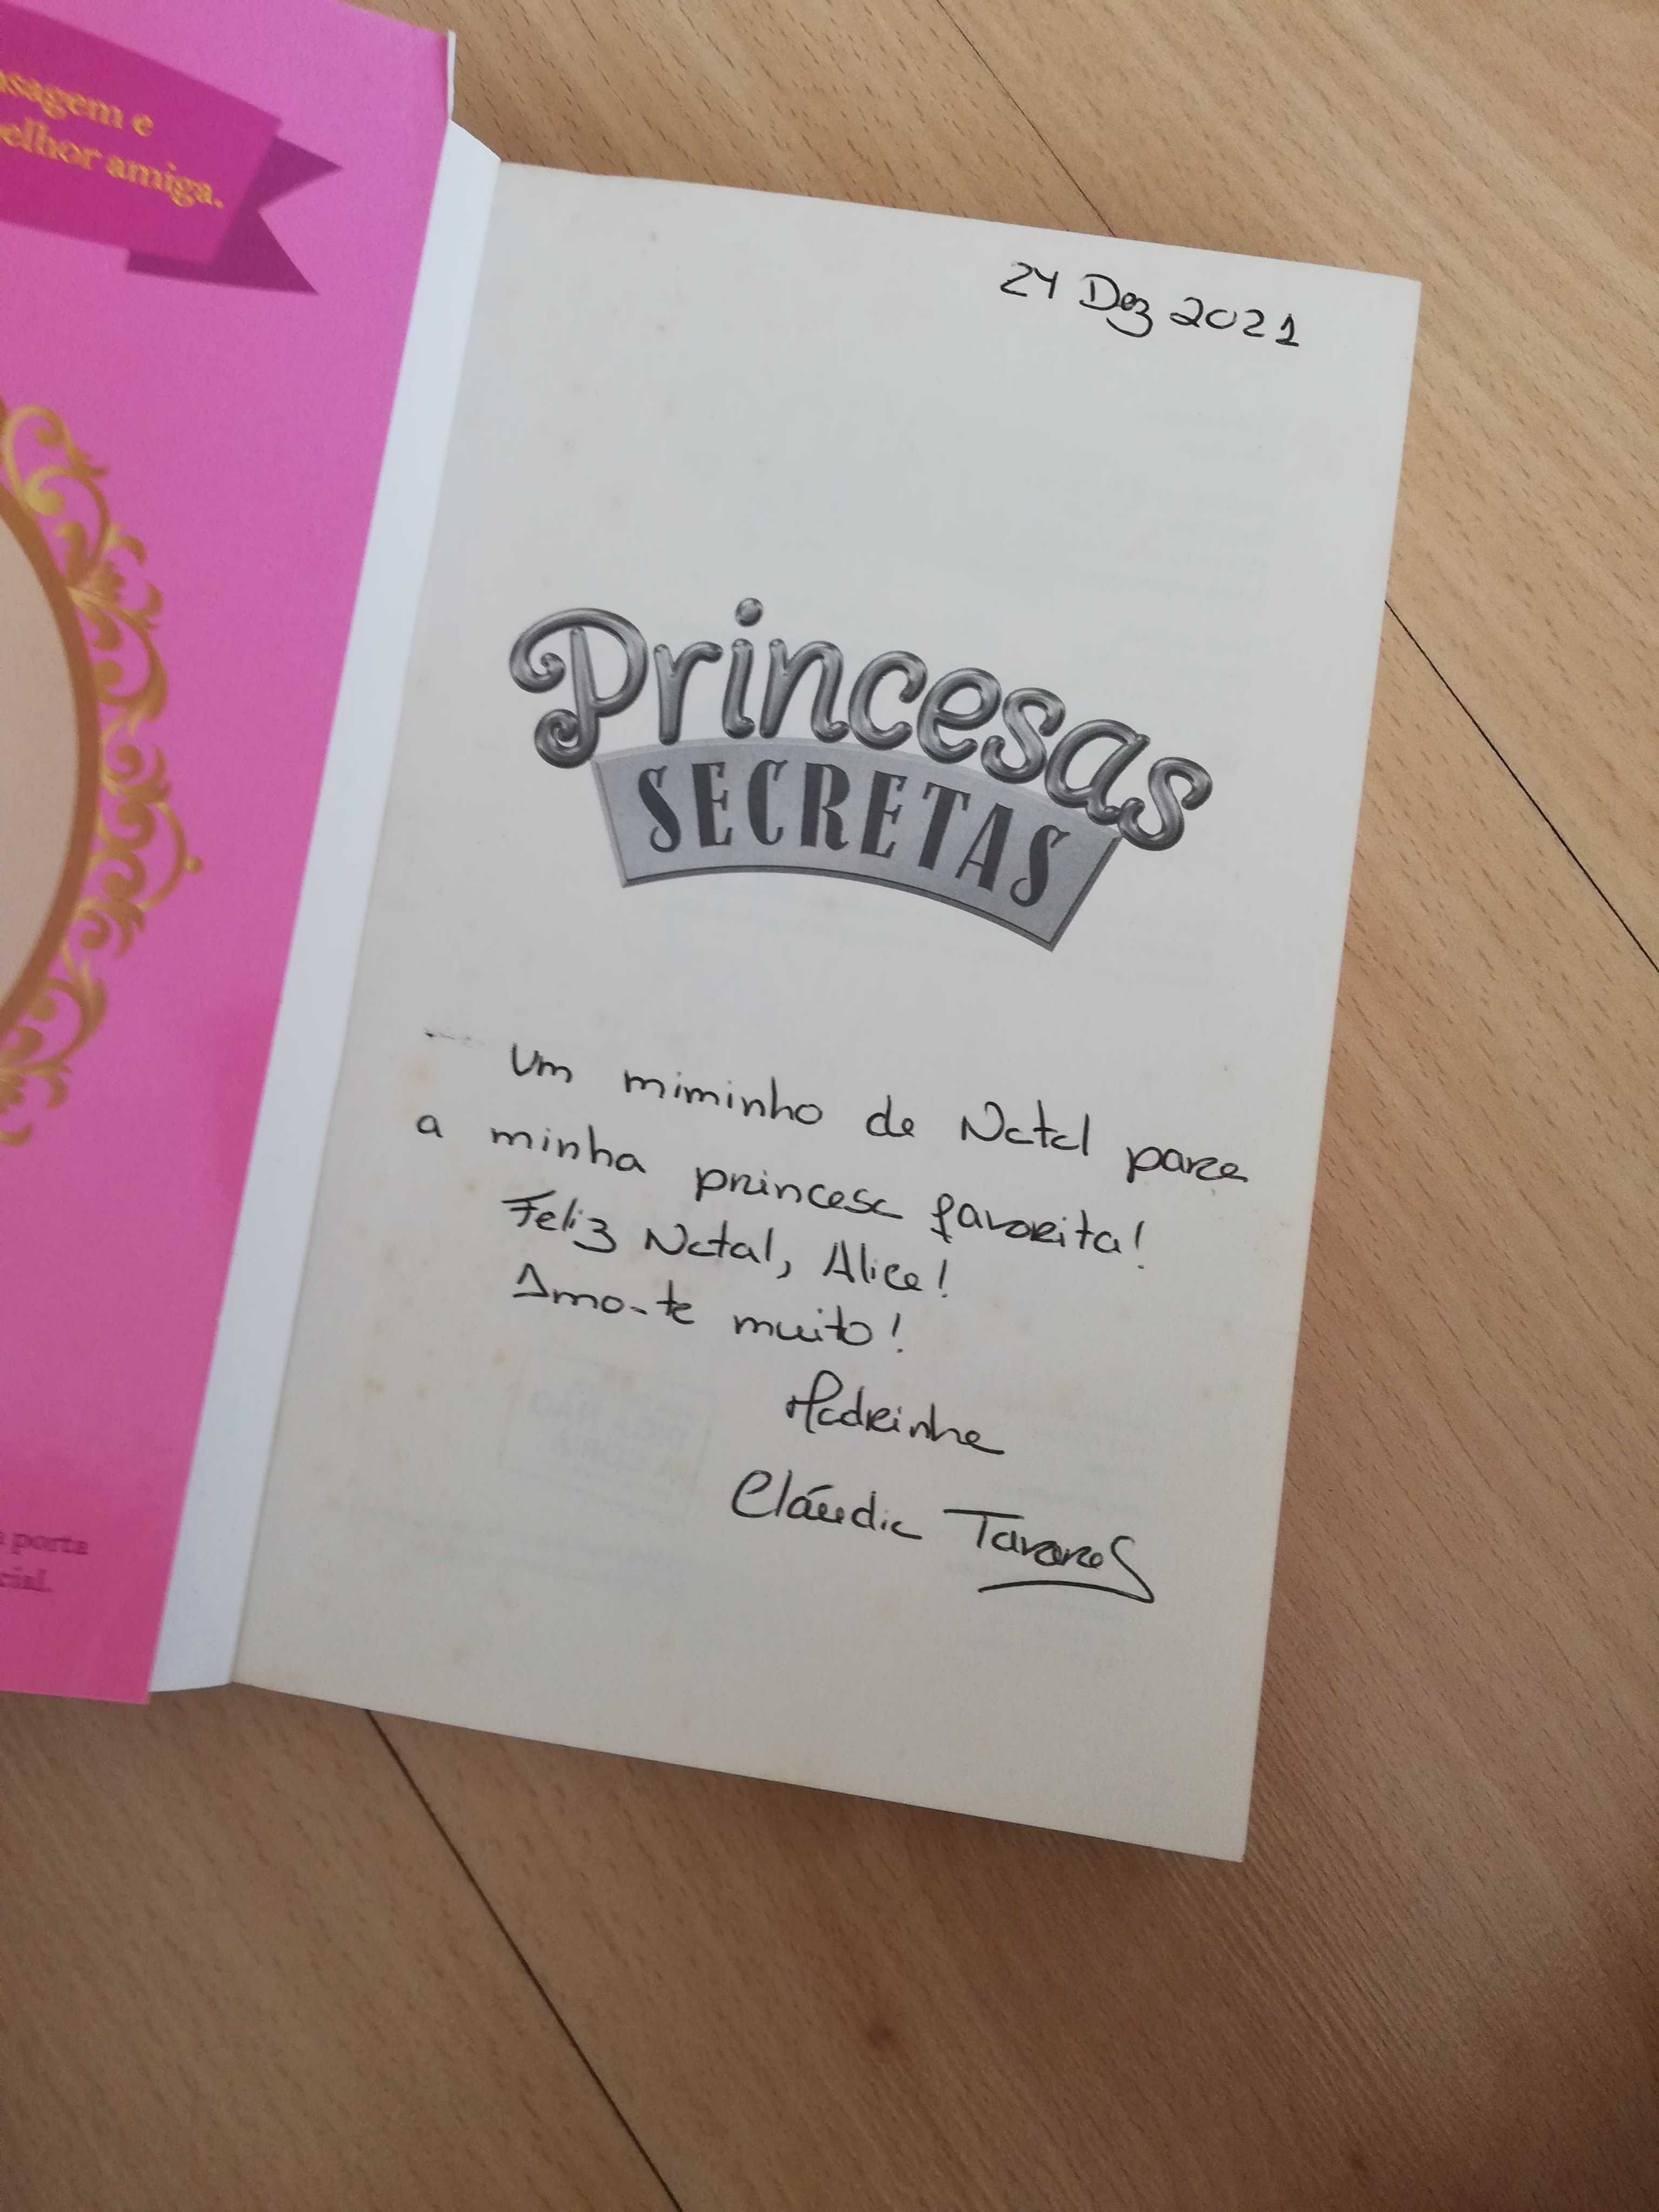 sagem e
elhor amiga.
porta
cial.
24 Dez 2021
Princesas
SECRETAS
Um miminho de Natal para
a minha princesa favorita!
Feliz Natal, Alice!
Amo-te muito!
Madrinha
Cláudia Tavares